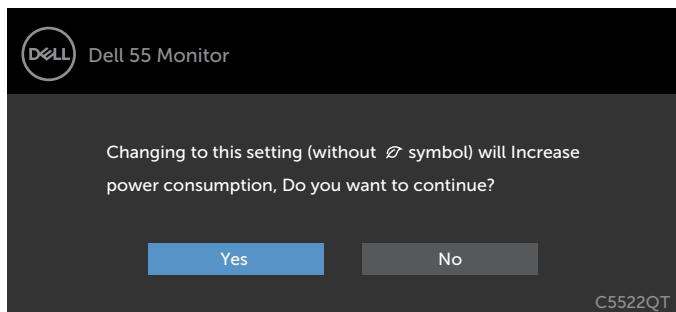 DELL
Dell 55 Monitor
Changing to this setting (without symbol) will Increase
power consumption, Do you want to continue?
Yes
No
C5522QT